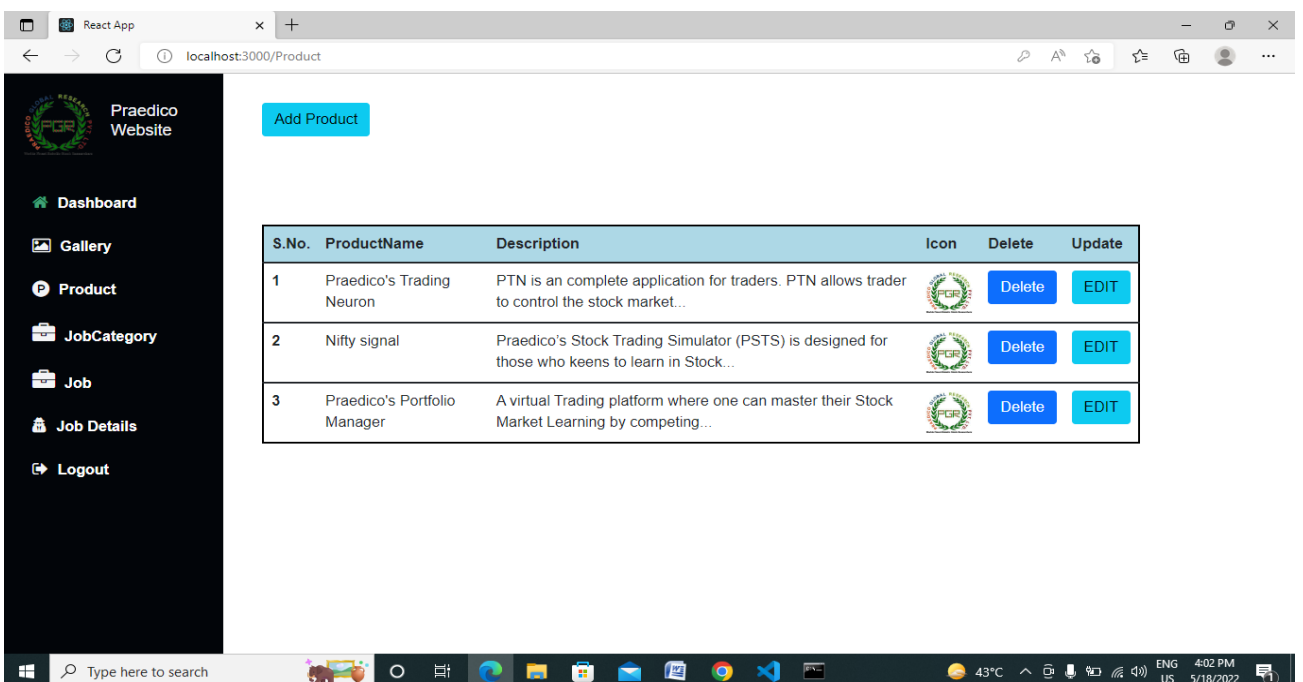 React App
localhost:3000/Product
Praedico
Website
Add Product
Dashboard
Gallery
Product
JobCategory
Job
Job Details
Logout
S.No. ProductName Description Icon Delete Update
1 Praedico's Trading PTN is an complete application for traders. PTN allows trader PGR Delete EDIT
Neuron to control the stock market...
2 Nifty signal Praedico’s Stock Trading Simulator (PSTS) is designed for PGR Delete EDIT
those who keens to learn in Stock...
3 Praedico's Portfolio A virtual Trading platform where one can master their Stock PGR Delete EDIT
Manager Market Learning by competing...
Type here to search
43°C
ENG 4:02 PM
US 5/18/2022